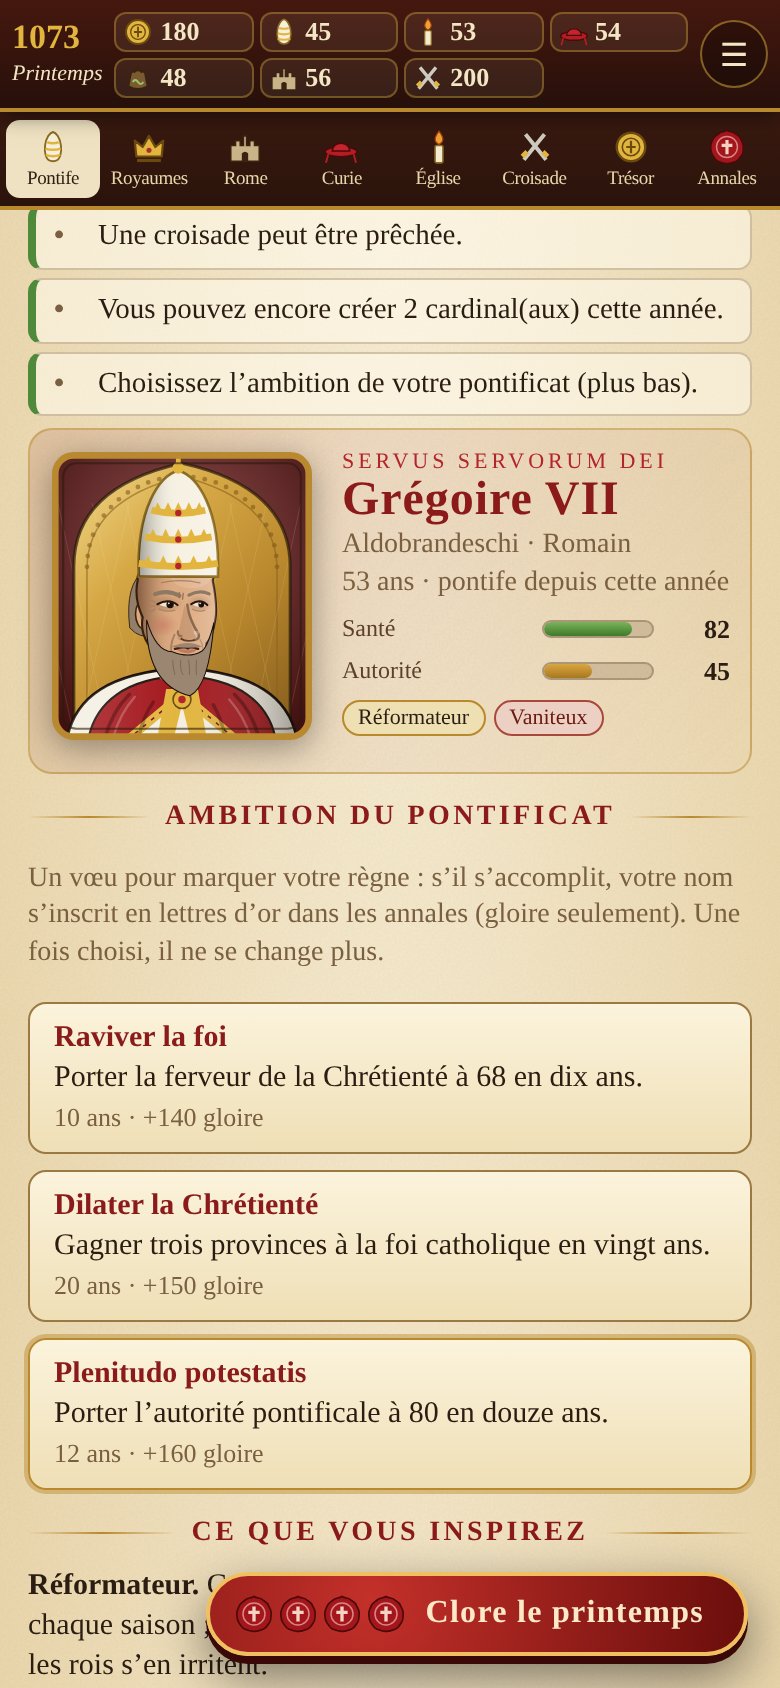 1073
Printemps
180
45
53
54
48
56
200
☰
Pontife
Royaumes
Rome
Curie
Église
Croisade
Trésor
Annales
• Une croisade peut être prêchée.
• Vous pouvez encore créer 2 cardinal(aux) cette année.
• Choisissez l’ambition de votre pontificat (plus bas).
SERVUS SERVORUM DEI
Grégoire VII
Aldobrandeschi · Romain
53 ans · pontife depuis cette année
Santé 82
Autorité 45
Réformateur Vaniteux
AMBITION DU PONTIFICAT
Un vœu pour marquer votre règne : s’il s’accomplit, votre nom
s’inscrit en lettres d’or dans les annales (gloire seulement). Une
fois choisi, il ne se change plus.
Raviver la foi
Porter la ferveur de la Chrétienté à 68 en dix ans.
10 ans · +140 gloire
Dilater la Chrétienté
Gagner trois provinces à la foi catholique en vingt ans.
20 ans · +150 gloire
Plenitudo potestatis
Porter l’autorité pontificale à 80 en douze ans.
12 ans · +160 gloire
CE QUE VOUS INSPIREZ
Réformateur.
chaque saison
les rois s’en irritent.
Clore le printemps